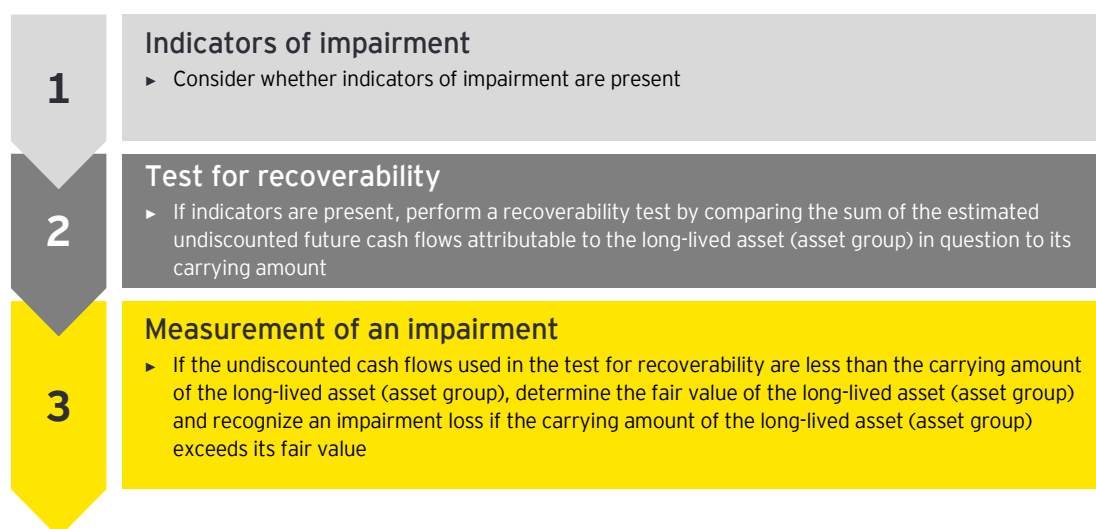 1
Indicators of impairment
► Consider whether indicators of impairment are present
2
Test for recoverability
► If indicators are present, perform a recoverability test by comparing the sum of the estimated
undiscounted future cash flows attributable to the long-lived asset (asset group) in question to its
carrying amount
3
Measurement of an impairment
► If the undiscounted cash flows used in the test for recoverability are less than the carrying amount
of the long-lived asset (asset group), determine the fair value of the long-lived asset (asset group)
and recognize an impairment loss if the carrying amount of the long-lived asset (asset group)
exceeds its fair value